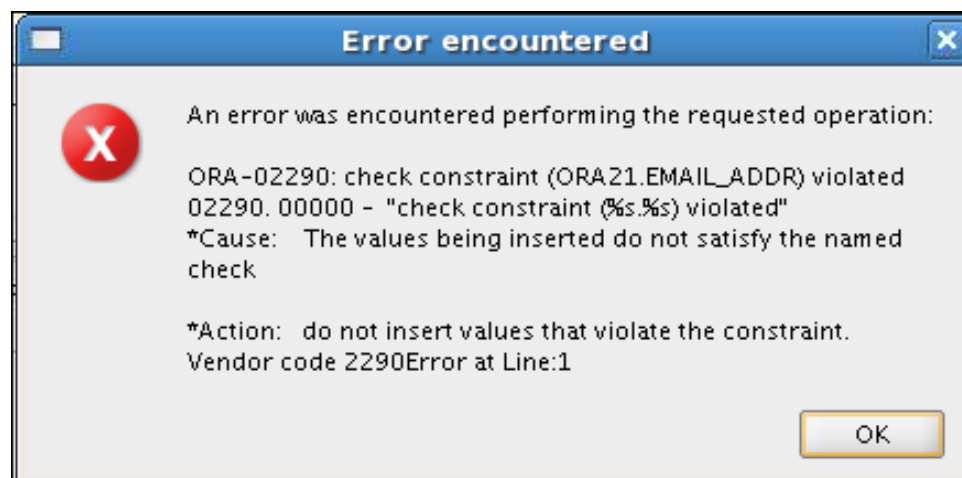 Error encountered
An error was encountered performing the requested operation:
ORA-02290: check constraint (ORA21.EMAIL_ADDR) violated
02290. 00000 - "check constraint (%s.%s) violated"
*Cause: The values being inserted do not satisfy the named
check
*Action: do not insert values that violate the constraint.
Vendor code 2290Error at Line:1
OK